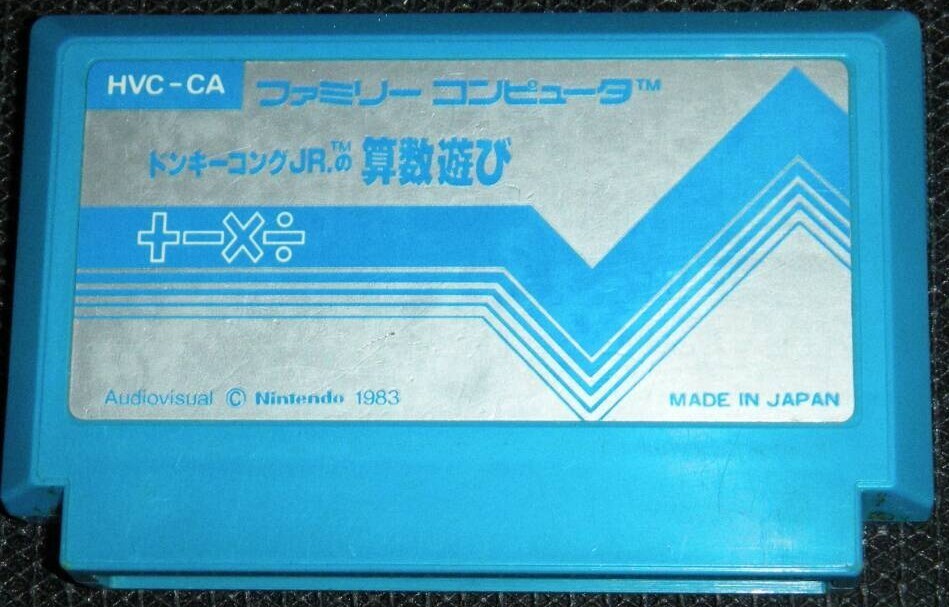 HVC-CA ファミリー コンピュータ™
ドンキーコングJR.™の 算数遊び
+−×÷
Audiovisual © Nintendo 1983
MADE IN JAPAN